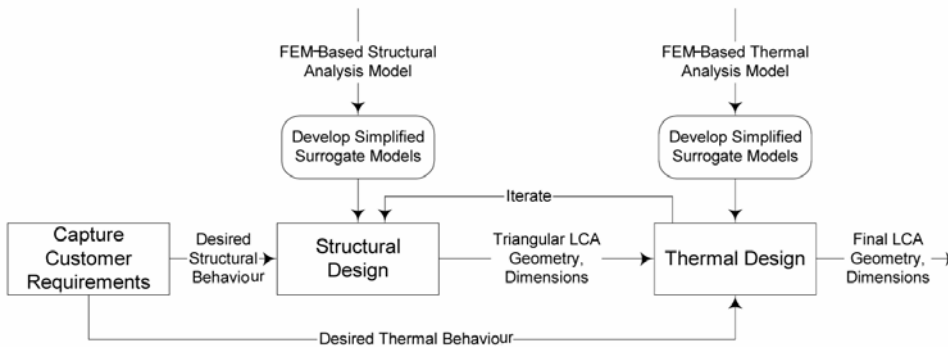 FEM-Based Structural
Analysis Model
FEM-Based Thermal
Analysis Model
Develop Simplified
Surrogate Models
Develop Simplified
Surrogate Models
Iterate
Capture
Customer
Requirements
Desired
Structural
Behaviour
Structural
Design
Triangular LCA
Geometry,
Dimensions
Thermal Design
Final LCA
Geometry,
Dimensions
Desired Thermal Behaviour